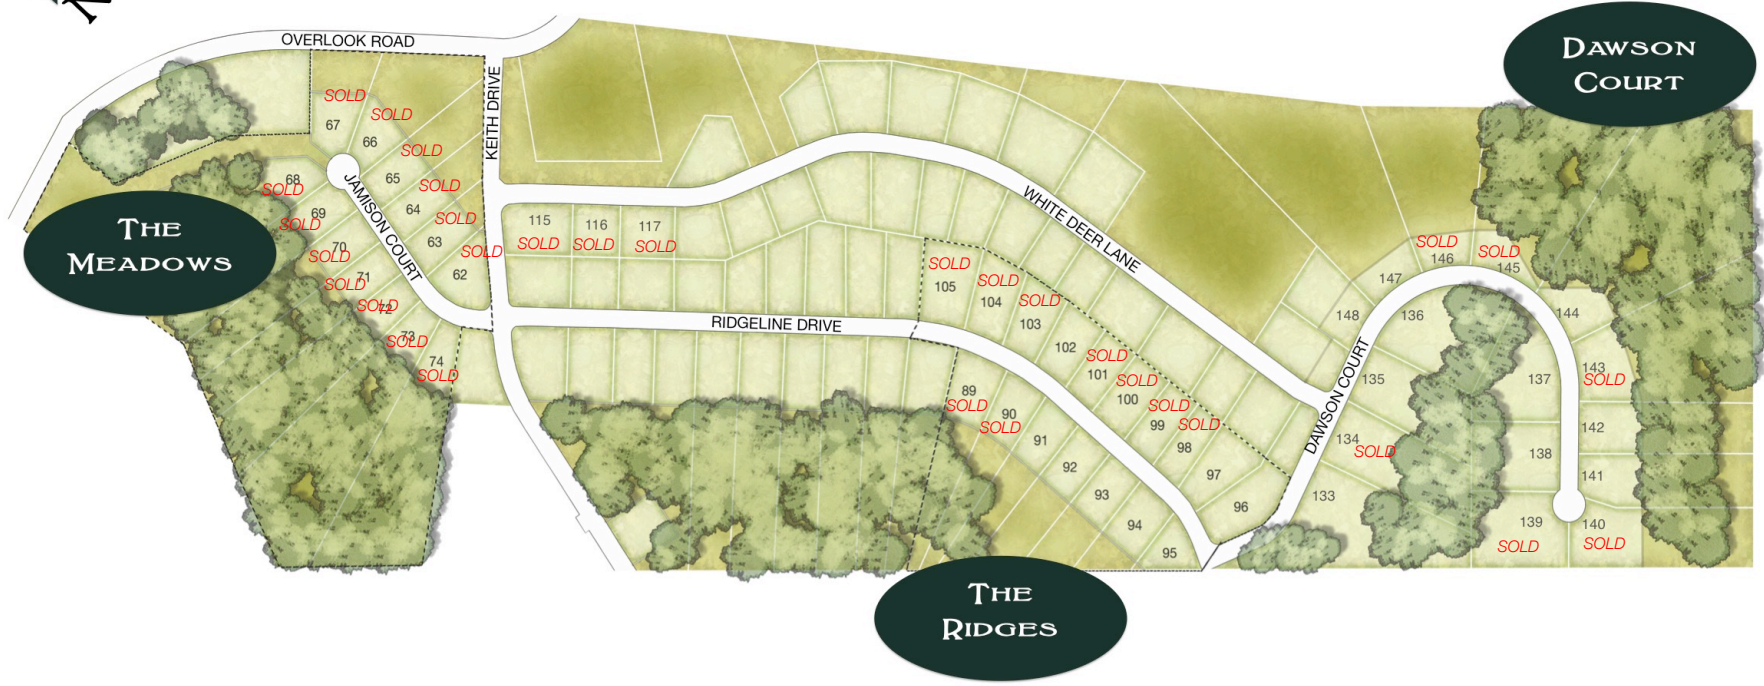 OVERLOOK ROAD
KEITH DRIVE
DAWSON
COURT
THE
MEADOWS
SOLD
67
SOLD
66
SOLD
65
SOLD
64
SOLD
63
SOLD
62
68
SOLD
69
SOLD
70
SOLD
71
SOLD
72
SOLD
73
SOLD
74
SOLD
JAMISON COURT
115
SOLD
116
SOLD
117
SOLD
WHITE DEER LANE
RIDGELINE DRIVE
SOLD
105
SOLD
104
SOLD
103
102
SOLD
101
SOLD
100
SOLD
99
SOLD
98
97
96
89
SOLD
90
SOLD
91
92
93
94
95
DAWSON COURT
148
147
SOLD
146
SOLD
145
144
143
SOLD
142
141
140
SOLD
139
SOLD
138
137
136
135
134
SOLD
133
THE
RIDGES